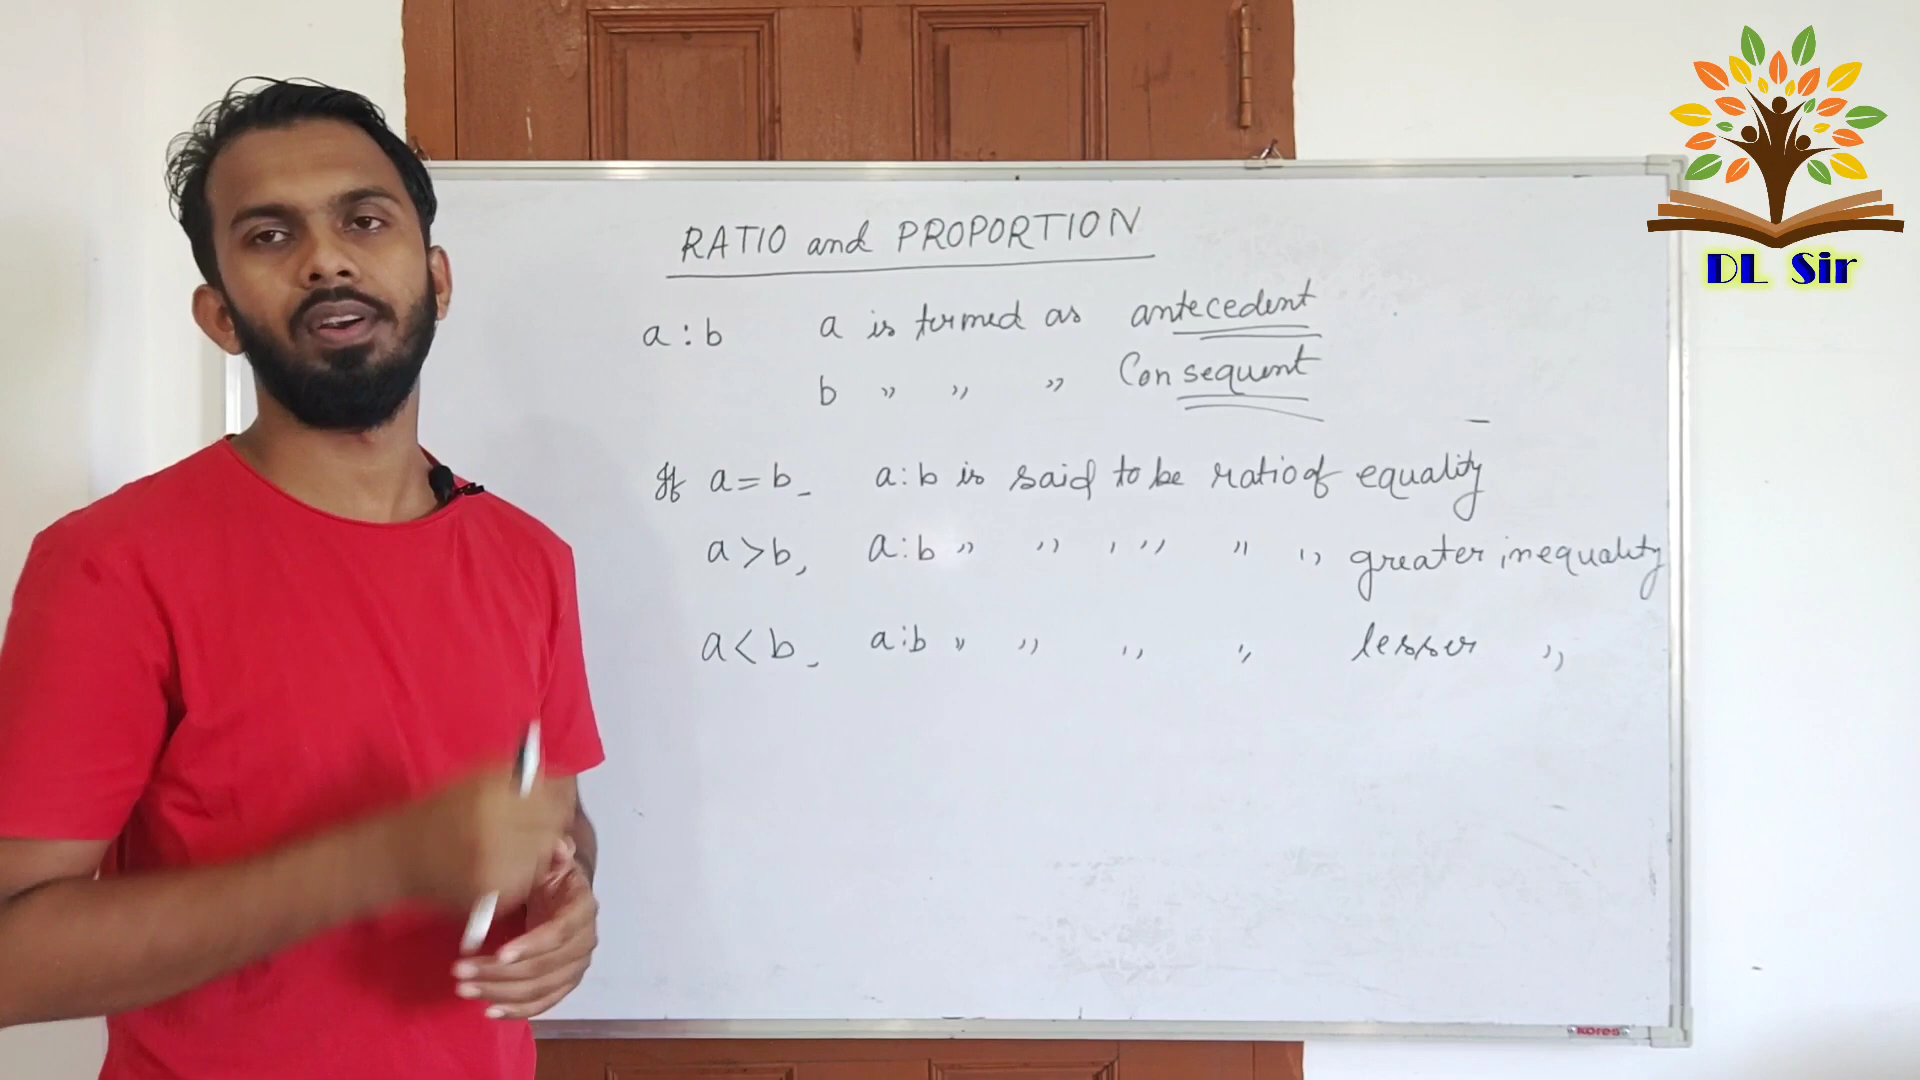 RATIO and PROPORTION
a : b a is termed as antecedent
b " " " Consequent
If a = b, a : b is said to be ratio of equality
a > b, a : b " " " " " greater inequality
a < b, a : b " " " " lesser "
DL Sir
kores